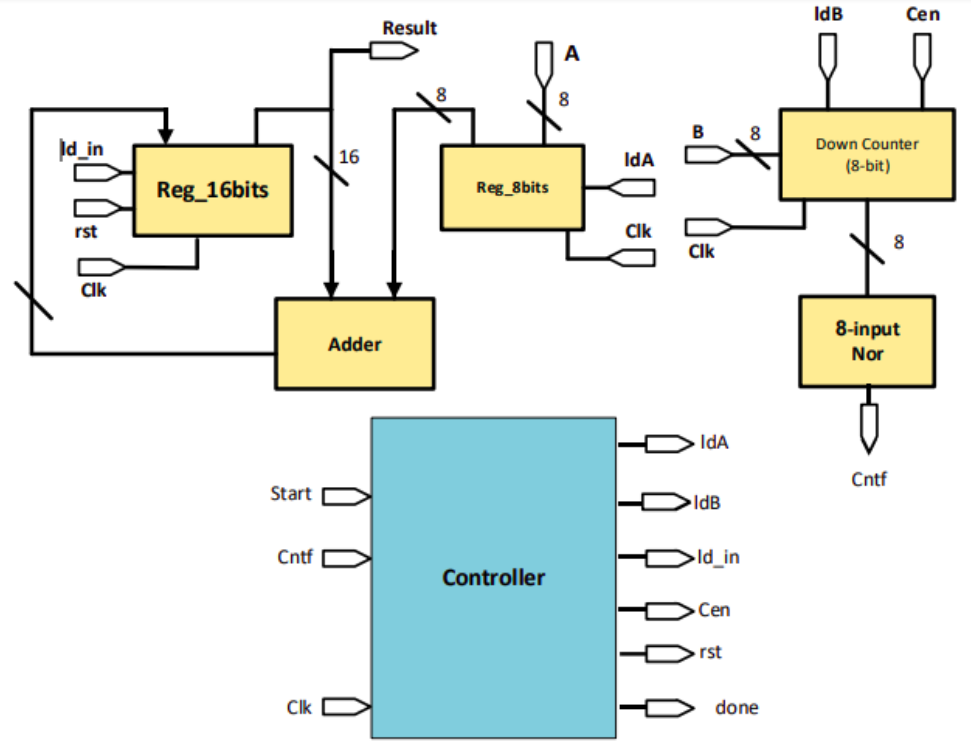 Result
ld_in
rst
Clk
Reg_16bits
16
8
A
8
Reg_8bits
ldA
Clk
Adder
ldB
Cen
B
8
Clk
Down Counter
(8-bit)
8
8-input
Nor
Cntf
Start
Cntf
Clk
Controller
ldA
ldB
ld_in
Cen
rst
done